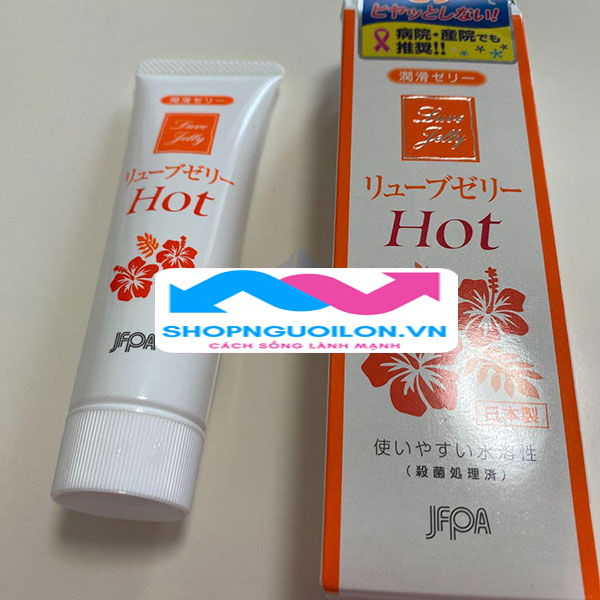 潤滑ゼリー
Luve
Jelly
リューブゼリー
Hot
JFPA
ヒヤッとしない!
病院・産院でも
推奨!!
潤滑ゼリー
Luve
Jelly
リューブゼリー
Hot
日本製
使いやすい水溶性
(殺菌処理済)
JFPA
SHOPNGUOILON.VN
CÁCH SỐNG LÀNH MẠNH